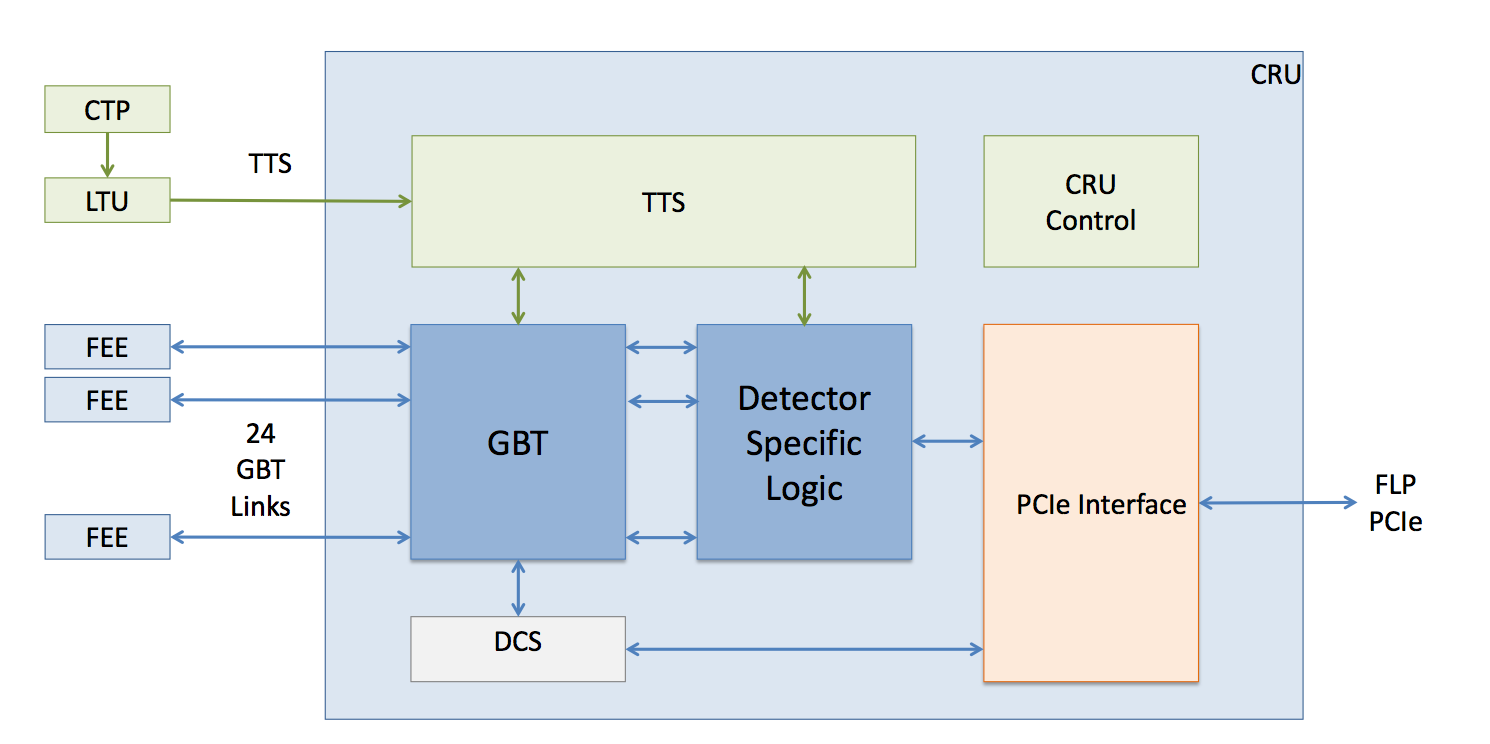 CRU
CTP
TTS
LTU
TTS
CRU
Control
FEE
FEE
24
GBT
Links
FEE
GBT
Detector
Specific
Logic
PCIe Interface
FLP
PCIe
DCS